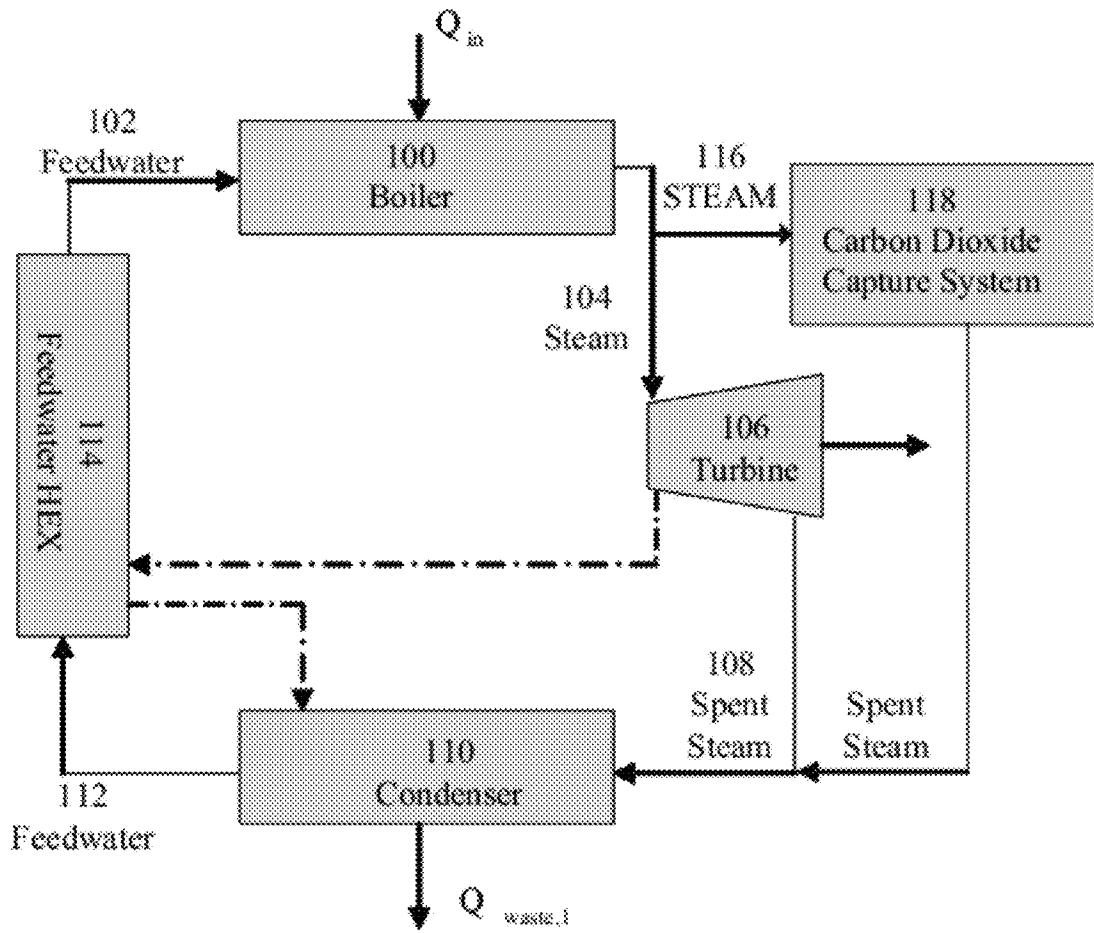 Q in
102
Feedwater
100
Boiler
116
STEAM
118
Carbon Dioxide
Capture System
104
Steam
114
Feedwater HEX
106
Turbine
108
Spent
Steam
Spent
Steam
110
Condenser
112
Feedwater
Q waste,1